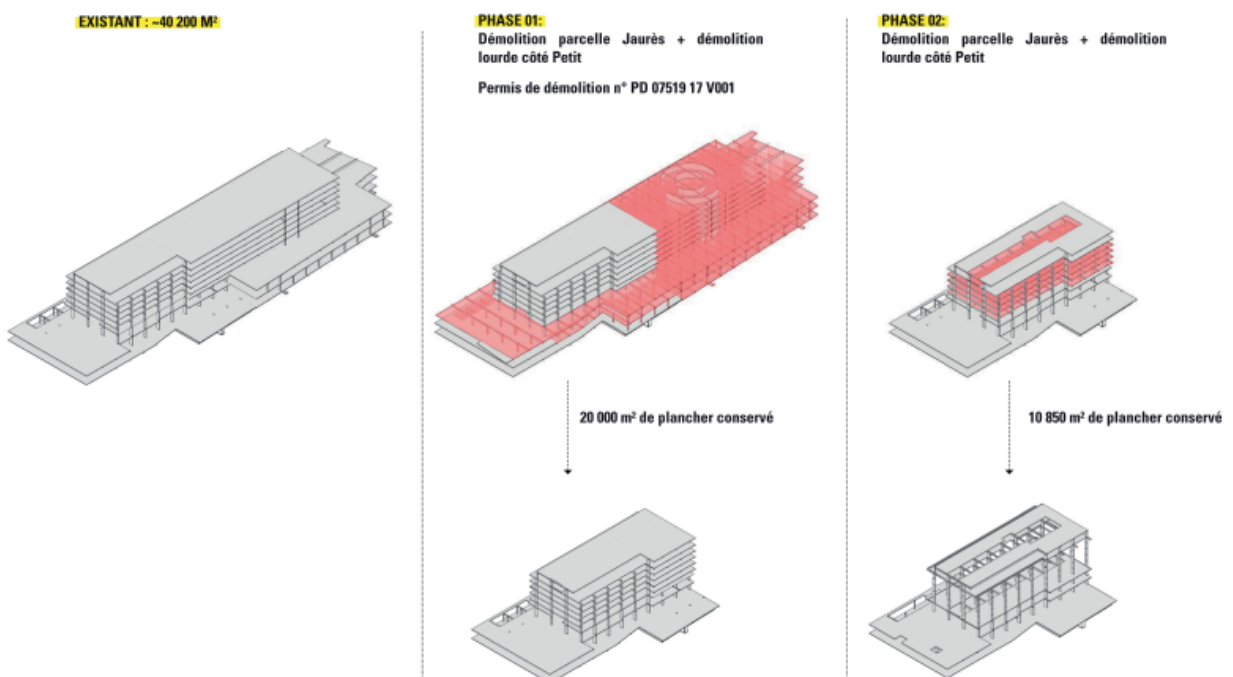 EXISTANT : ~40 200 M²
PHASE 01:
Démolition parcelle Jaurès + démolition
lourde côté Petit
Permis de démolition n° PD 07519 17 V001
20 000 m² de plancher conservé
PHASE 02:
Démolition parcelle Jaurès + démolition
lourde côté Petit
10 850 m² de plancher conservé